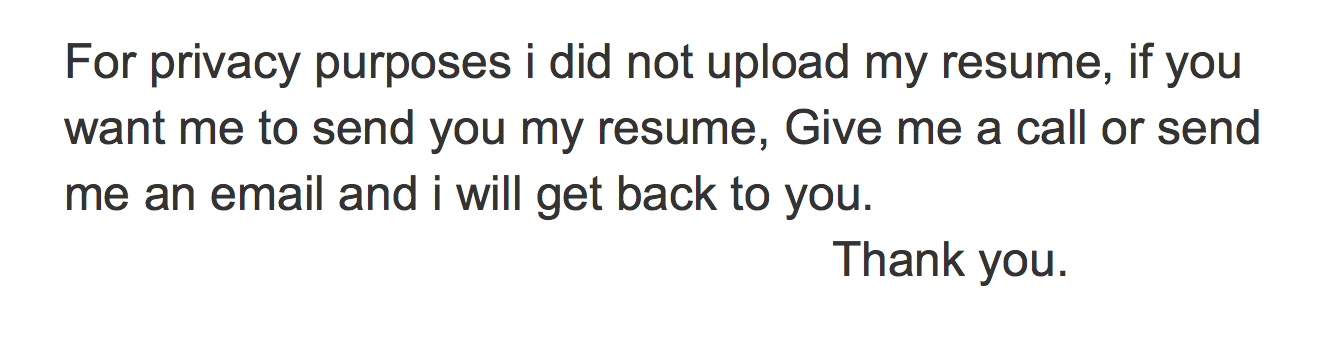 For privacy purposes i did not upload my resume, if you
want me to send you my resume, Give me a call or send
me an email and i will get back to you.
Thank you.